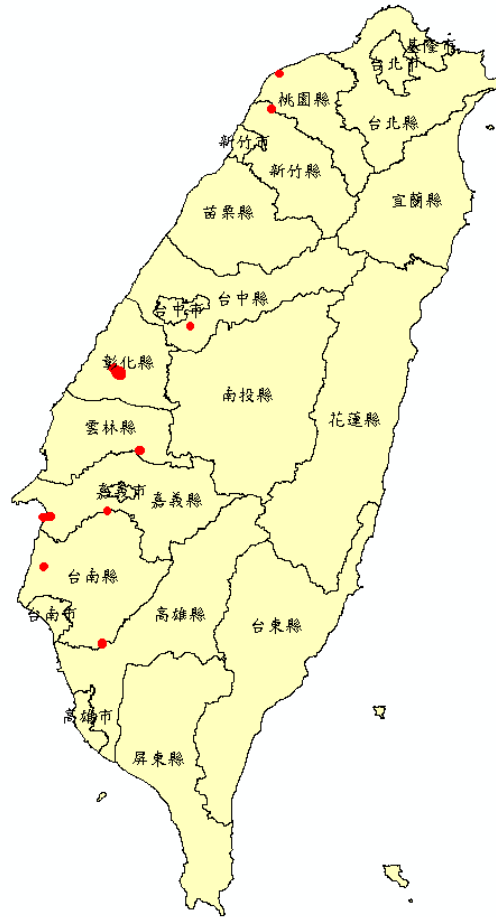 基隆市
台北市
桃園縣
台北縣
新竹市
新竹縣
宜蘭縣
苗栗縣
台中縣
台中市
彰化縣
南投縣
花蓮縣
雲林縣
嘉義市
嘉義縣
台南縣
台南市
高雄縣
台東縣
高雄市
屏東縣